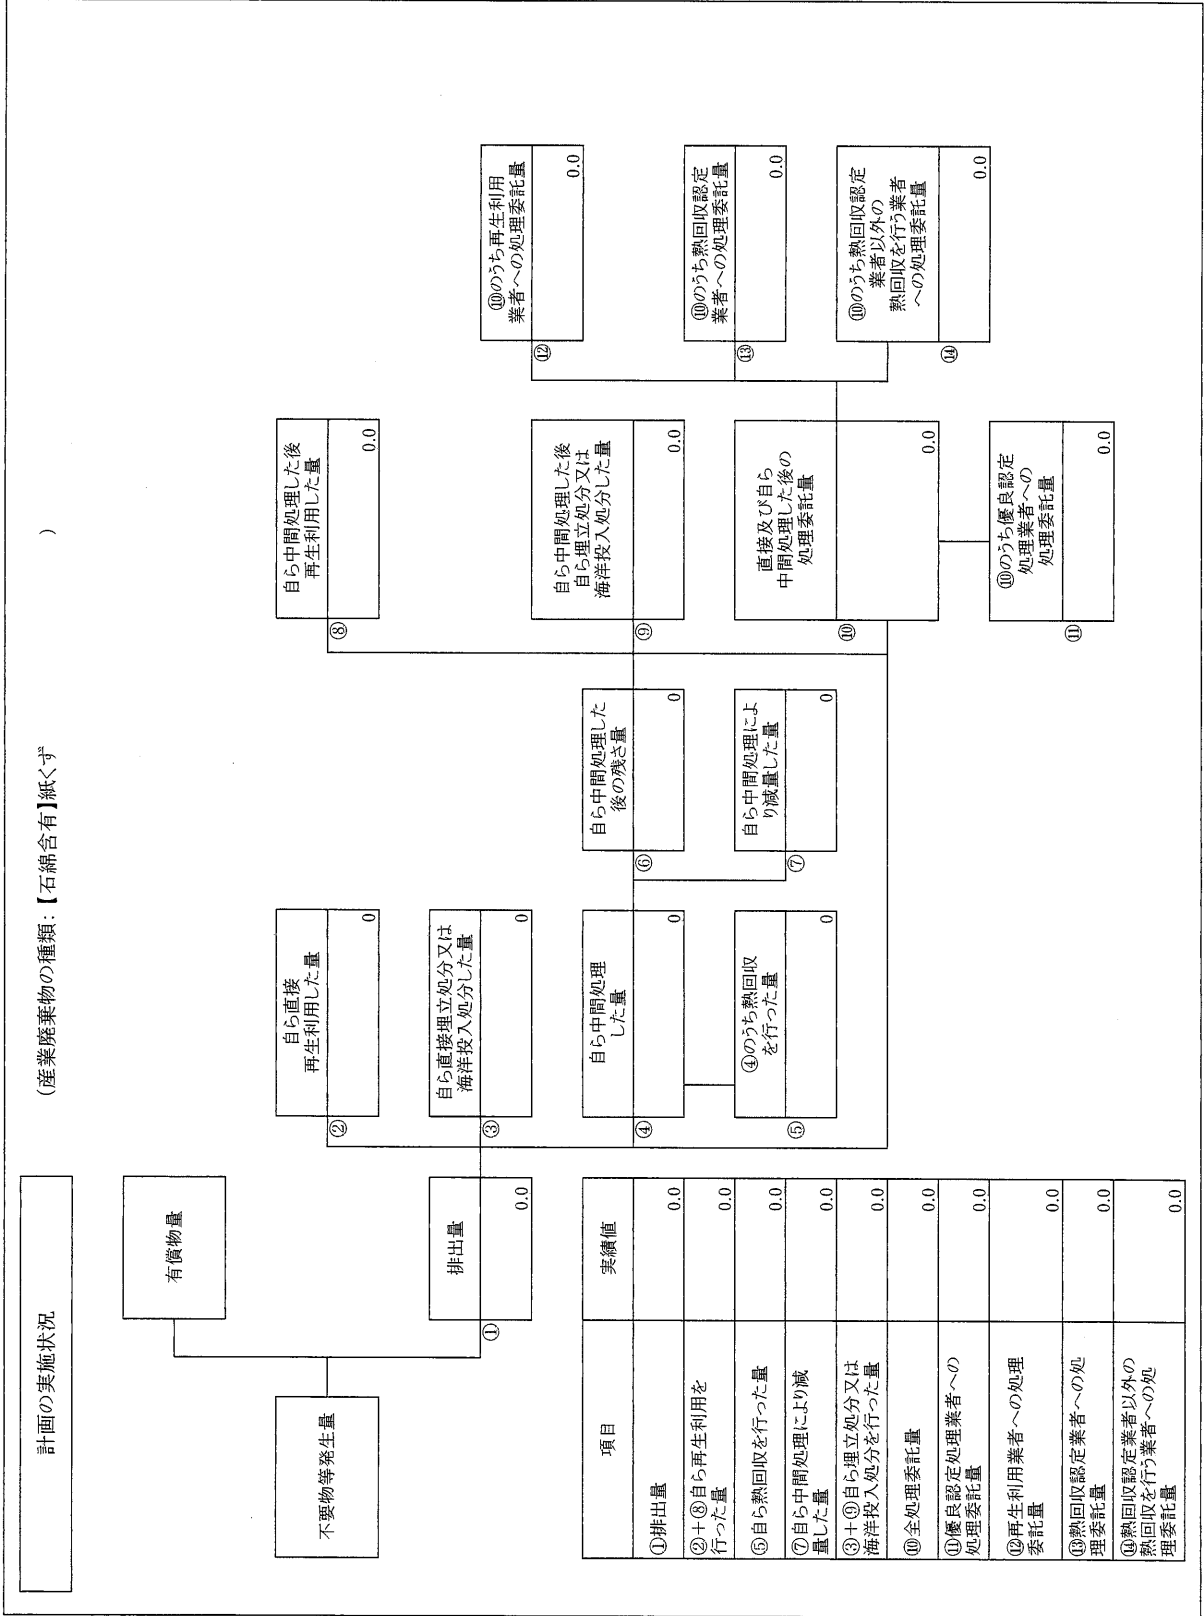 計画の実施状況
(産業廃棄物の種類:【石綿含有】紙くず )
不要物等発生量
有償物量
①
排出量
0.0
②
自ら直接
再生利用した量
0
③
自ら直接埋立処分又は
海洋投入処分した量
0
④
自ら中間処理
した量
0
⑤
④のうち熱回収
を行った量
0
⑥
自ら中間処理した
後の残さ量
0
⑦
自ら中間処理によ
り減量した量
0
⑧
自ら中間処理した後
再生利用した量
0.0
⑨
自ら中間処理した後
自ら埋立処分又は
海洋投入処分した量
0.0
⑩
直接及び自ら
中間処理した後の
処理委託量
0.0
⑪
⑩のうち優良認定
処理業者への
処理委託量
0.0
⑫
⑩のうち再生利用
業者への処理委託量
0.0
⑬
⑩のうち熱回収認定
業者への処理委託量
0.0
⑭
⑩のうち熱回収認定
業者以外の
熱回収を行う業者
への処理委託量
0.0
項目 実績値
①排出量 0.0
②+⑧自ら再生利用を
行った量 0.0
⑤自ら熱回収を行った量 0.0
⑦自ら中間処理により減
量した量 0.0
③+⑨自ら埋立処分又は
海洋投入処分を行った量 0.0
⑩全処理委託量 0.0
⑪優良認定処理業者への
処理委託量 0.0
⑫再生利用業者への処理
委託量 0.0
⑬熱回収認定業者への処
理委託量 0.0
⑭熱回収認定業者以外の
熱回収を行う業者への処
理委託量 0.0